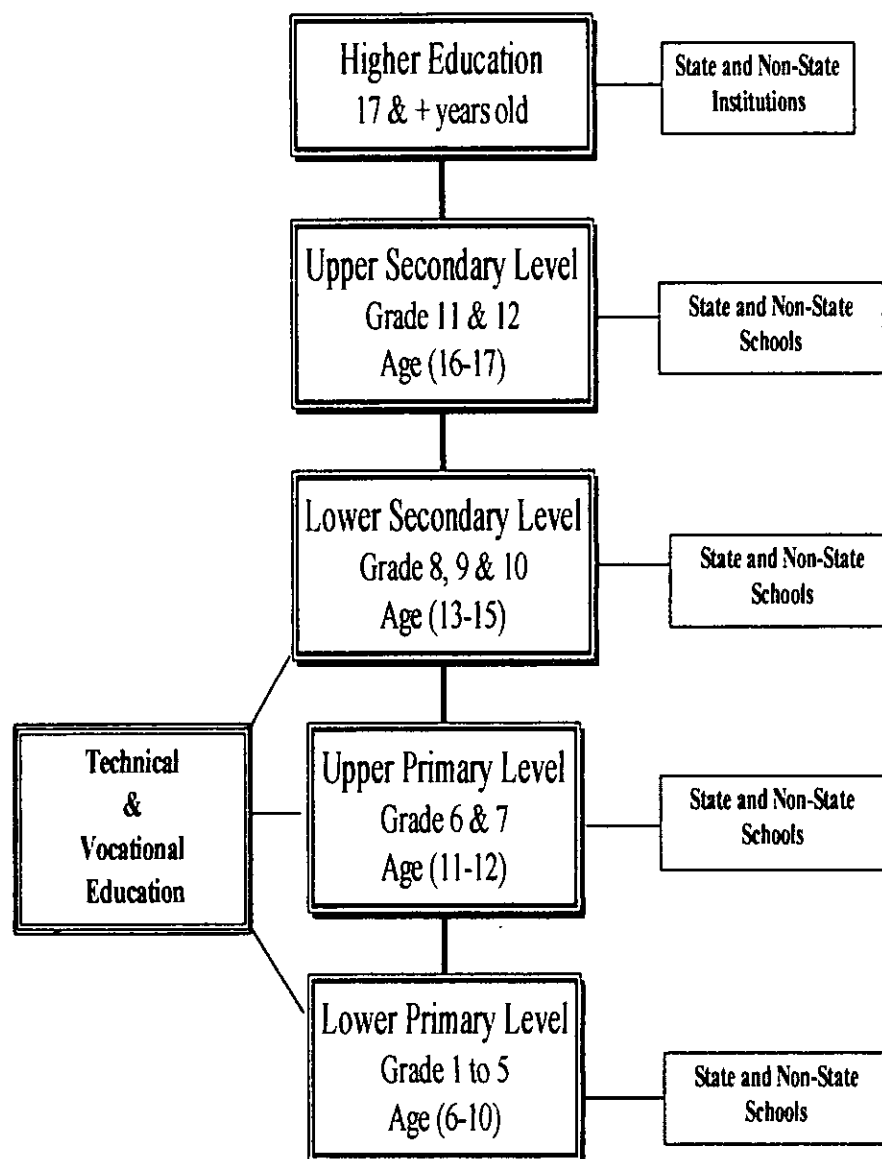 Higher Education
17 & + years old
State and Non-State
Institutions
Upper Secondary Level
Grade 11 & 12
Age (16-17)
State and Non-State
Schools
Lower Secondary Level
Grade 8, 9 & 10
Age (13-15)
State and Non-State
Schools
Technical
&
Vocational
Education
Upper Primary Level
Grade 6 & 7
Age (11-12)
State and Non-State
Schools
Lower Primary Level
Grade 1 to 5
Age (6-10)
State and Non-State
Schools